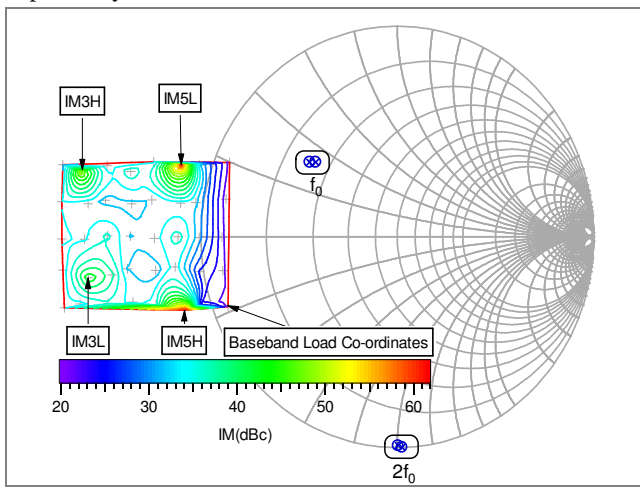 IM3H
IM5L
f0
IM3L
IM5H
Baseband Load Co-ordinates
20 30 40 50 60
IM(dBc)
2f0